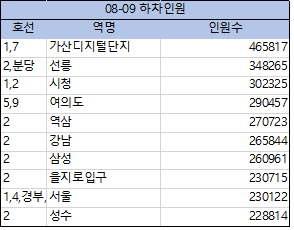 08-09 하차인원
호선 역명 인원수
1,7 가산디지털단지 465817
2,분당 선릉 348265
1,2 시청 302325
5,9 여의도 290457
2 역삼 270723
2 강남 265844
2 삼성 260961
2 을지로입구 230715
1,4,경부, 서울 230122
2 성수 228814